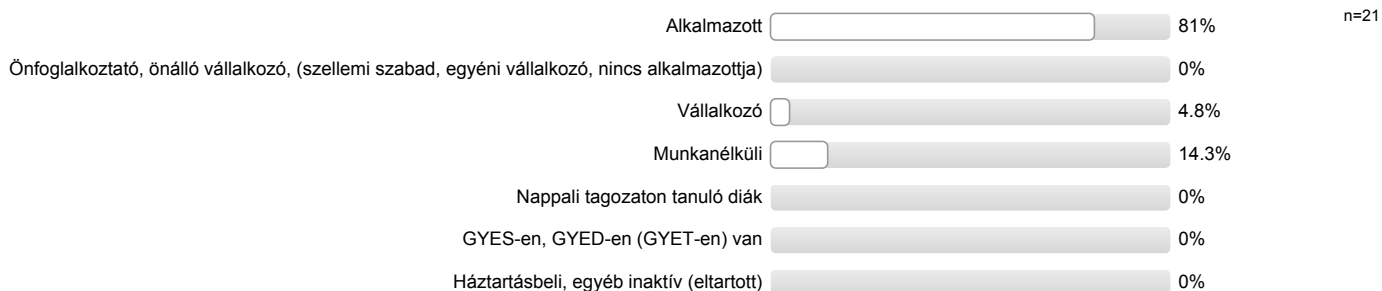 Alkalmazott 81% n=21
Önfoglalkoztató, önálló vállalkozó, (szellemi szabad, egyéni vállalkozó, nincs alkalmazottja) 0%
Vállalkozó 4.8%
Munkanélküli 14.3%
Nappali tagozaton tanuló diák 0%
GYES-en, GYED-en (GYET-en) van 0%
Háztartásbeli, egyéb inaktív (eltartott) 0%